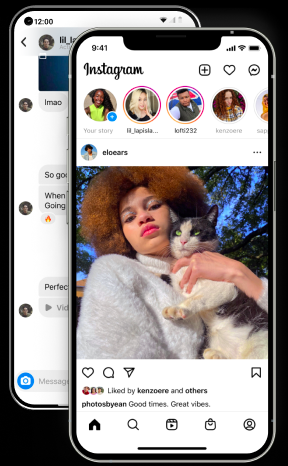 12:00
lil_la
lmao
So goo
When
Going
🔥
Perfec
Vide
Message
9:41
Instagram
Your story
lil_lapisla...
lofti232
kenzoere
sap
eloears
Liked by kenzoere and others
photosbyean Good times. Great vibes.